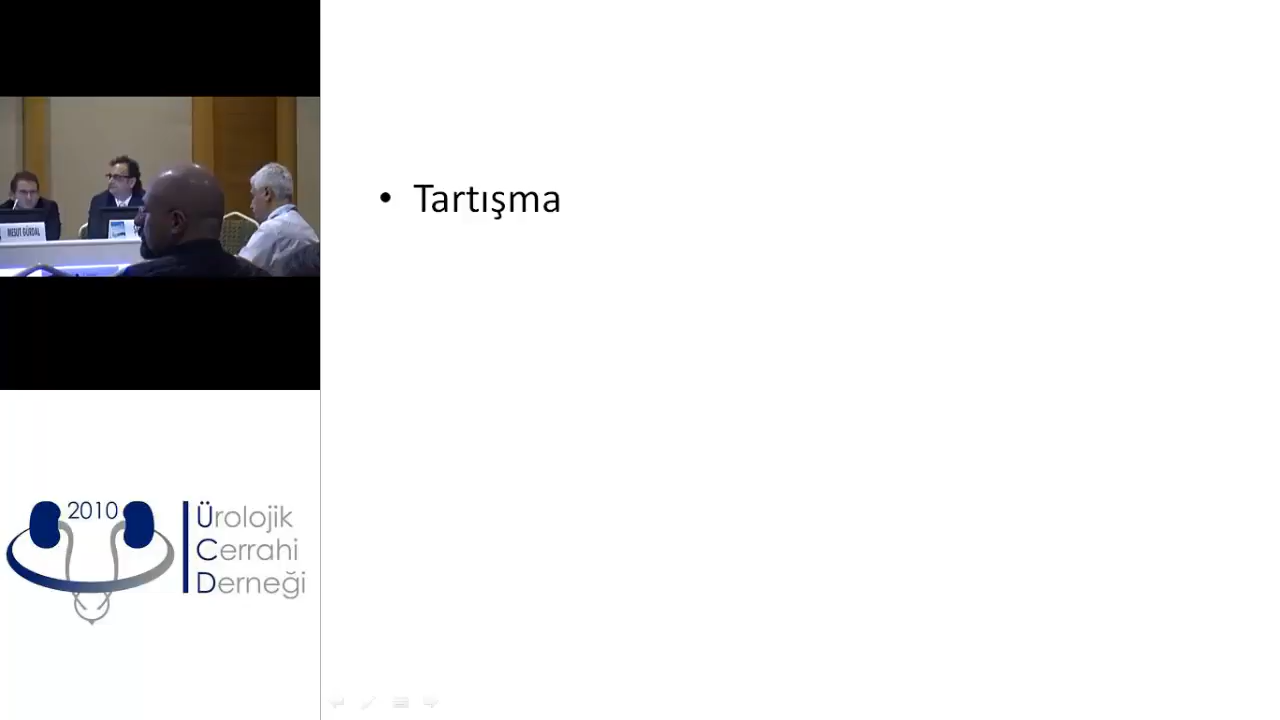 MESUT GÜRDAL
• Tartışma
2010
Ürolojik
Cerrahi
Derneği